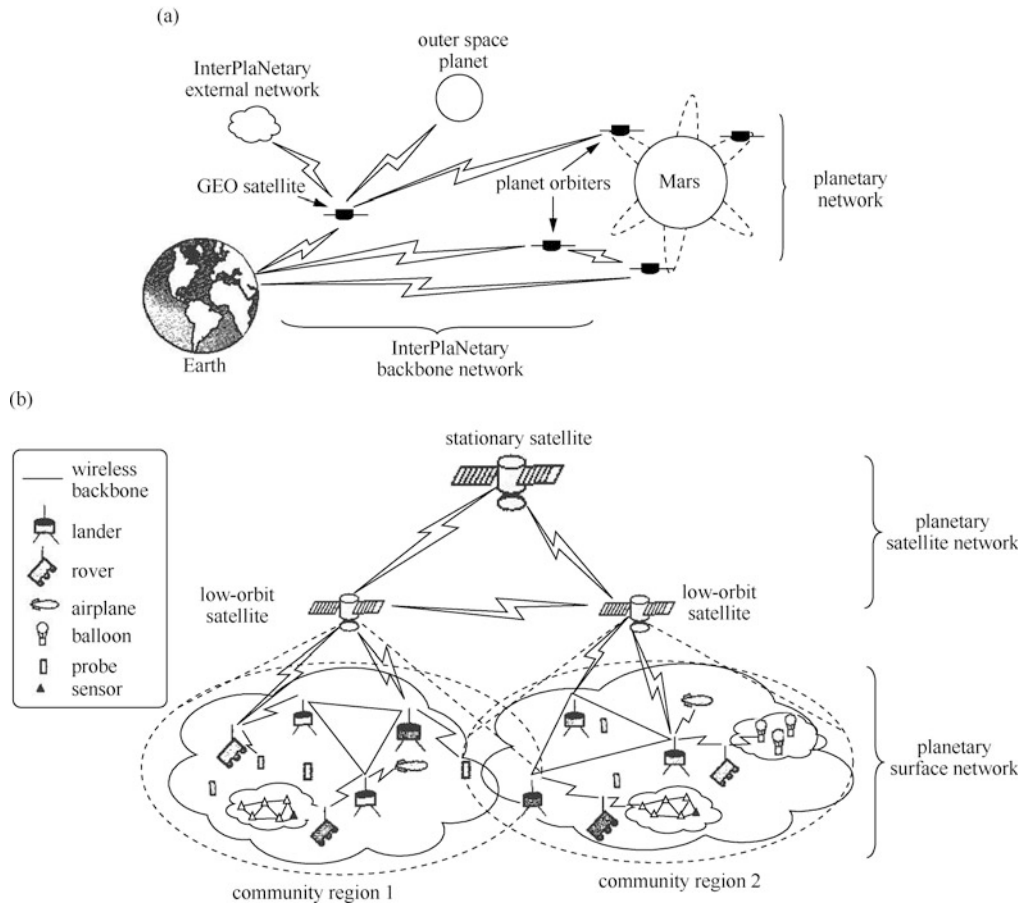 (a)
outer space
planet
InterPlaNetary
external network
GEO satellite
planet orbiters
Mars
planetary
network
Earth
InterPlaNetary
backbone network
(b)
stationary satellite
wireless
backbone
lander
rover
airplane
balloon
probe
sensor
planetary
satellite network
low-orbit
satellite
low-orbit
satellite
planetary
surface network
community region 1
community region 2